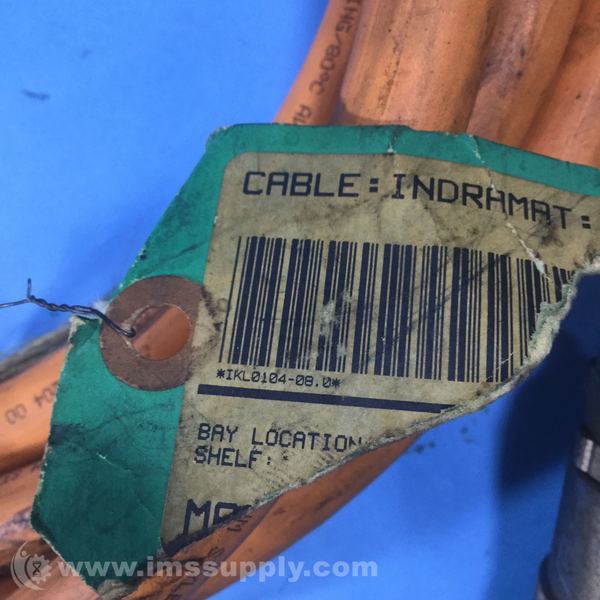 CABLE: INDRAMAT:
*IKL0104-08.0*
BAY LOCATION
SHELF:
www.imssupply.com